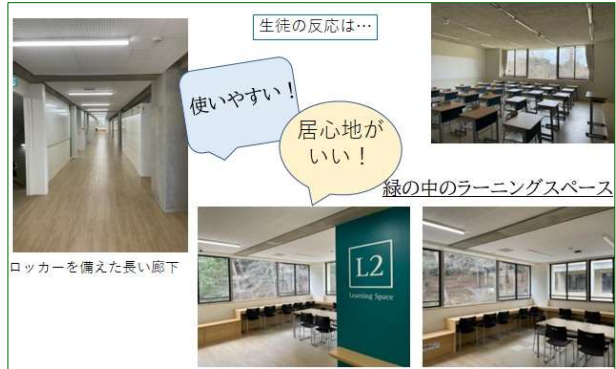 生徒の反応は…
使いやすい！
居心地が
いい！
緑の中のラーニングスペース
ロッカーを備えた長い廊下
L2
Learning Space